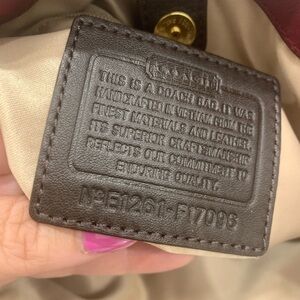 COACH
THIS IS A COACH BAG. IT WAS
HANDCRAFTED IN VIETNAM FROM THE
FINEST MATERIALS AND LEATHER.
ITS SUPERIOR CRAFTSMANSHIP
REFLECTS OUR COMMITMENT TO
ENDURING QUALITY.
Nº E1261-F17096